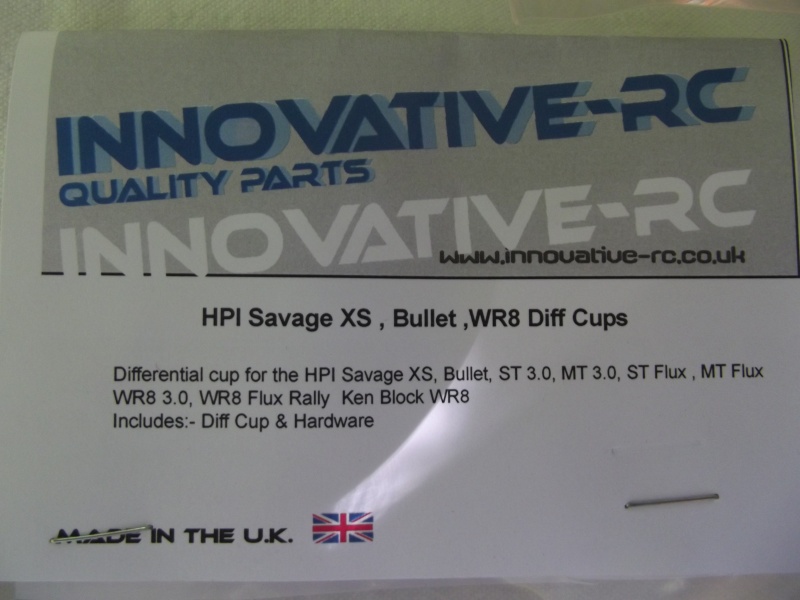 INNOVATIVE-RC
QUALITY PARTS
INNOVATIVE-RC
www.innovative-rc.co.uk
HPI Savage XS , Bullet ,WR8 Diff Cups
Differential cup for the HPI Savage XS, Bullet, ST 3.0, MT 3.0, ST Flux , MT Flux
WR8 3.0, WR8 Flux Rally Ken Block WR8
Includes:- Diff Cup & Hardware
MADE IN THE U.K.